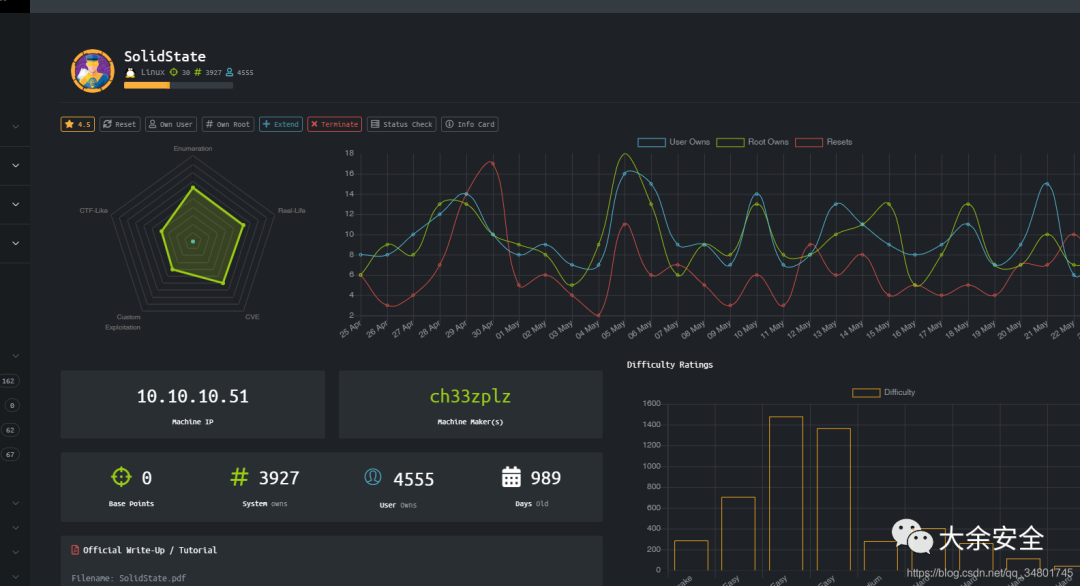 SolidState
Linux 30 # 3927 4555
4.5 Reset Own User # Own Root Extend Terminate Status Check Info Card
Enumeration
CTF-Like
Real-Life
Custom
Exploitation
CVE
User Owns Root Owns Resets
18
16
14
12
10
8
6
4
2
25 Apr 26 Apr 27 Apr 28 Apr 29 Apr 30 Apr 01 May 02 May 03 May 04 May 05 May 06 May 07 May 08 May 09 May 10 May 11 May 12 May 13 May 14 May 15 May 16 May 17 May 18 May 19 May 20 May 21 May 22 May
10.10.10.51
Machine IP
ch33zplz
Machine Maker(s)
0
Base Points
# 3927
System owns
4555
User Owns
989
Days Old
Difficulty Ratings
Difficulty
1600
1400
1200
1000
800
600
400
200
0
Official Write-Up / Tutorial
Filename: SolidState.pdf
162
0
62
67
大余安全
https://blog.csdn.net/qq_34801745